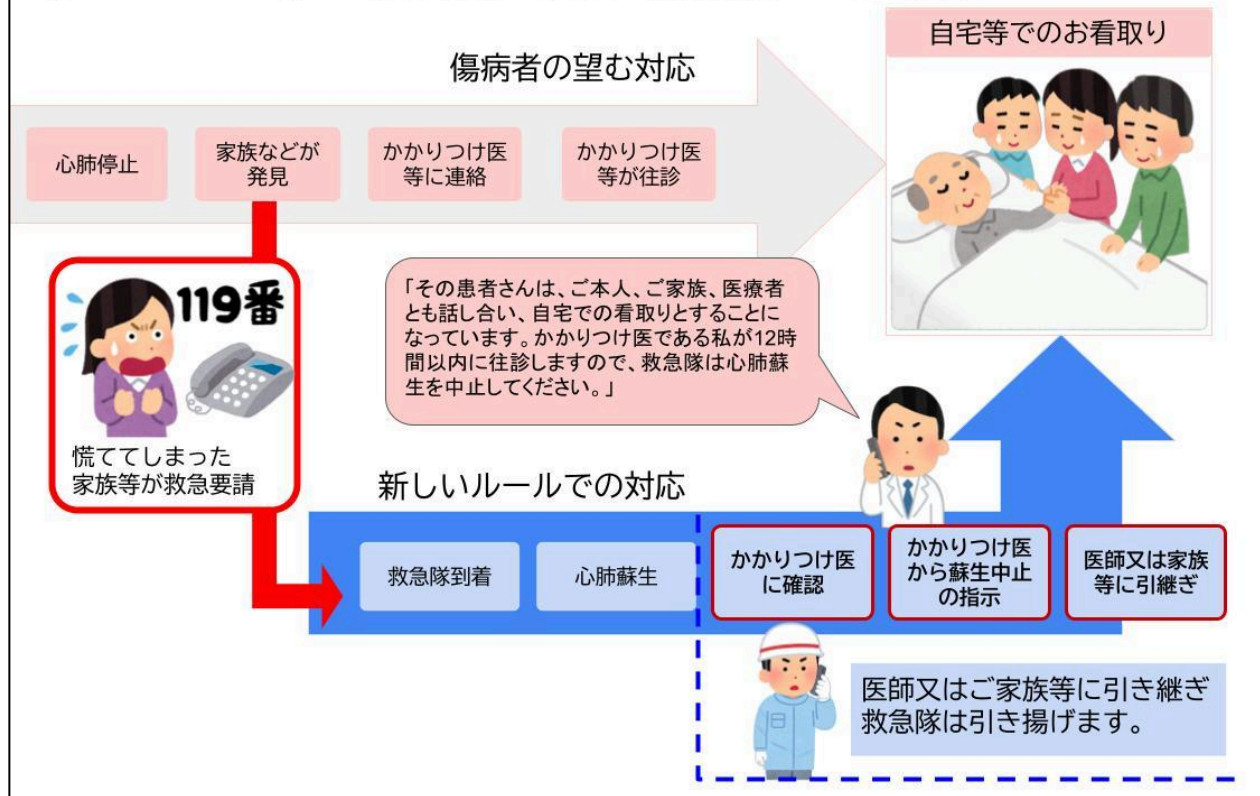 自宅等でのお看取り
傷病者の望む対応
心肺停止
家族などが
発見
かかりつけ医
等に連絡
かかりつけ医
等が往診
119番
慌ててしまった
家族等が救急要請
「その患者さんは、ご本人、ご家族、医療者
とも話し合い、自宅での看取りとすることに
なっています。かかりつけ医である私が12時
間以内に往診しますので、救急隊は心肺蘇
生を中止してください。」
新しいルールでの対応
救急隊到着
心肺蘇生
かかりつけ医
に確認
かかりつけ医
から蘇生中止
の指示
医師又は家族
等に引継ぎ
医師又はご家族等に引き継ぎ
救急隊は引き揚げます。